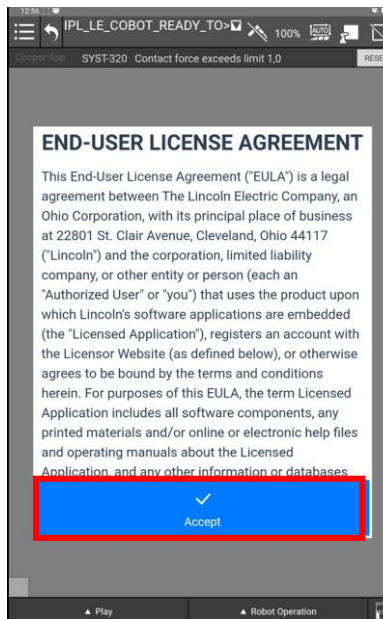 12:56
IPL_LE_COBOT_READY_TO>
100%
AUTO
Cooper App SYST-320 Contact force exceeds limit 1,0 RESE
END-USER LICENSE AGREEMENT
This End-User License Agreement ("EULA") is a legal
agreement between The Lincoln Electric Company, an
Ohio Corporation, with its principal place of business
at 22801 St. Clair Avenue, Cleveland, Ohio 44117
("Lincoln") and the corporation, limited liability
company, or other entity or person (each an
"Authorized User" or "you") that uses the product upon
which Lincoln's software applications are embedded
(the "Licensed Application"), registers an account with
the Licensor Website (as defined below), or otherwise
agrees to be bound by the terms and conditions
herein. For purposes of this EULA, the term Licensed
Application includes all software components, any
printed materials and/or online or electronic help files
and operating manuals about the Licensed
Application, and any other information or databases
Accept
▲ Play ▲ Robot Operation